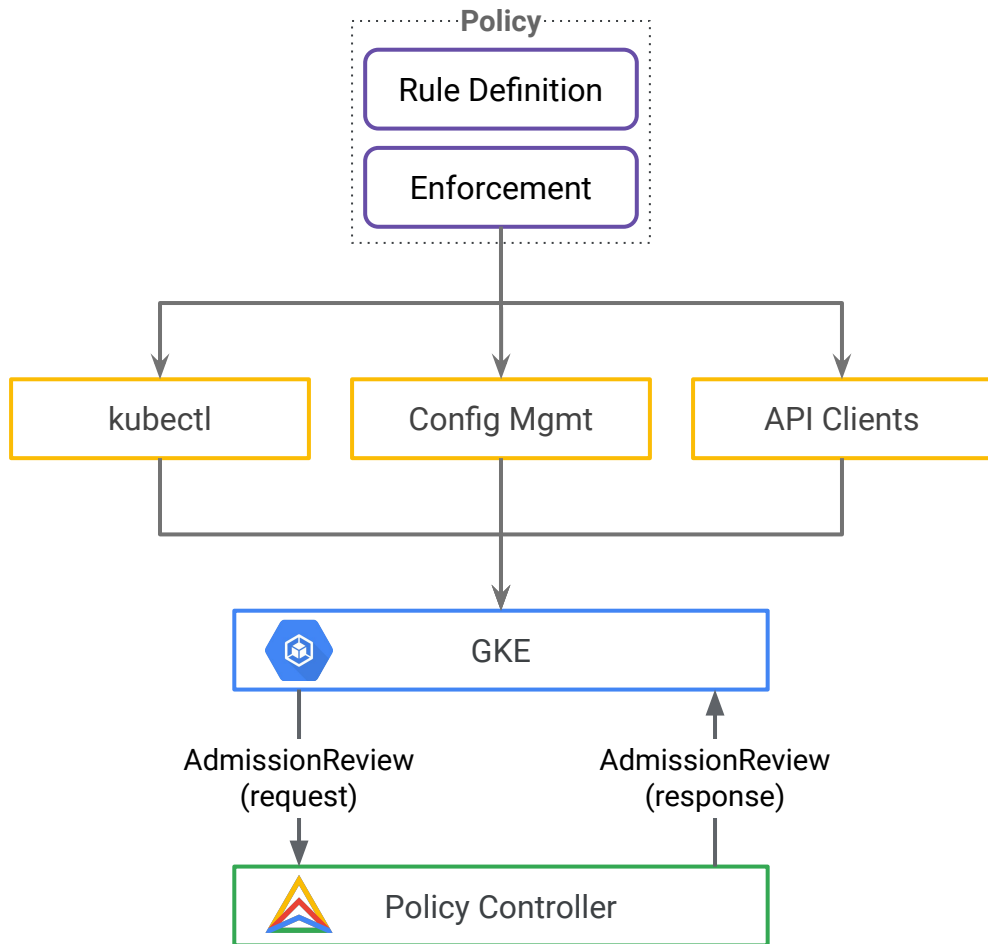 Policy
Rule Definition
Enforcement
kubectl
Config Mgmt
API Clients
GKE
AdmissionReview
(request)
AdmissionReview
(response)
Policy Controller